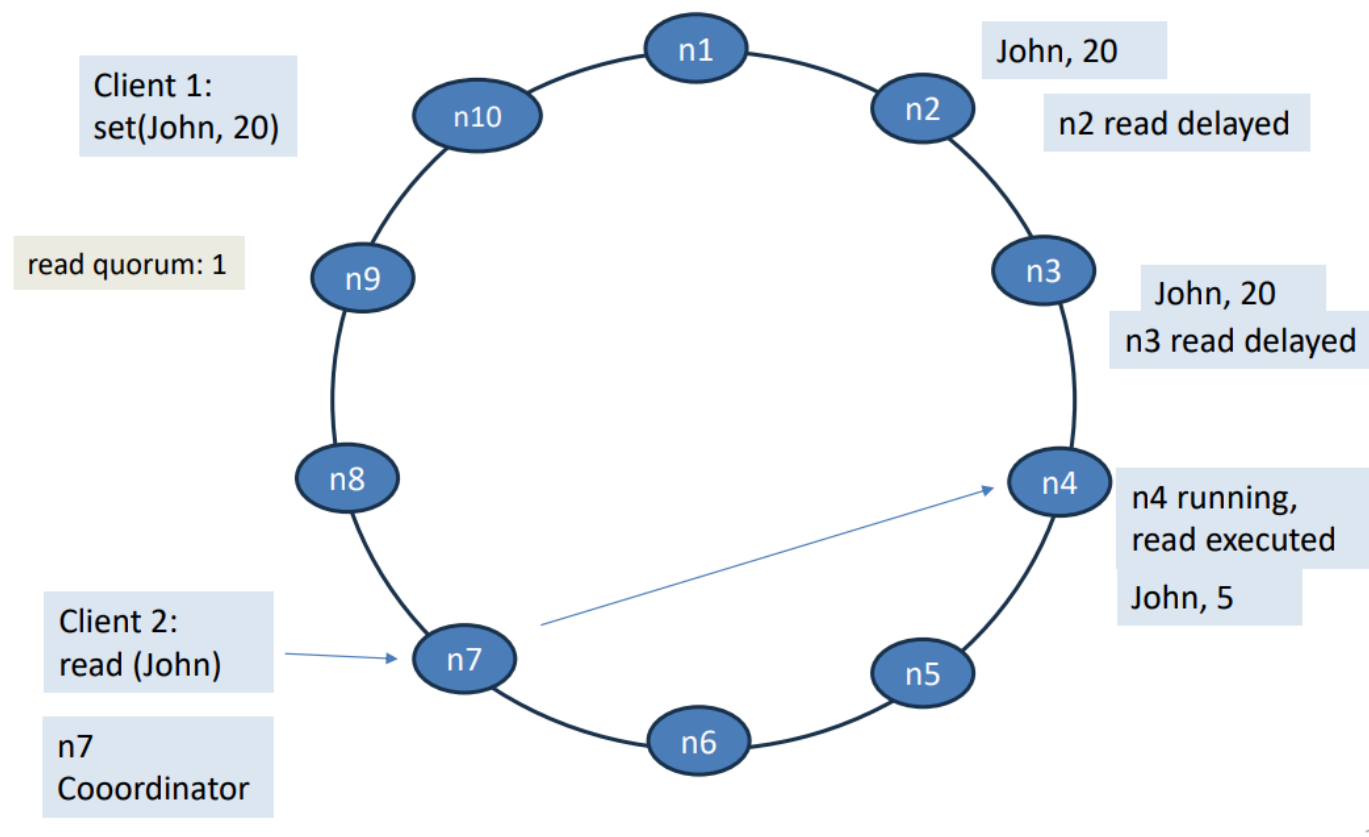 n1
John, 20
Client 1:
set(John, 20)
n10
n2
n2 read delayed
read quorum: 1
n9
n3
John, 20
n3 read delayed
n8
n4
n4 running,
read executed
John, 5
Client 2:
read (John)
n7
n5
n6
n7
Cooordinator